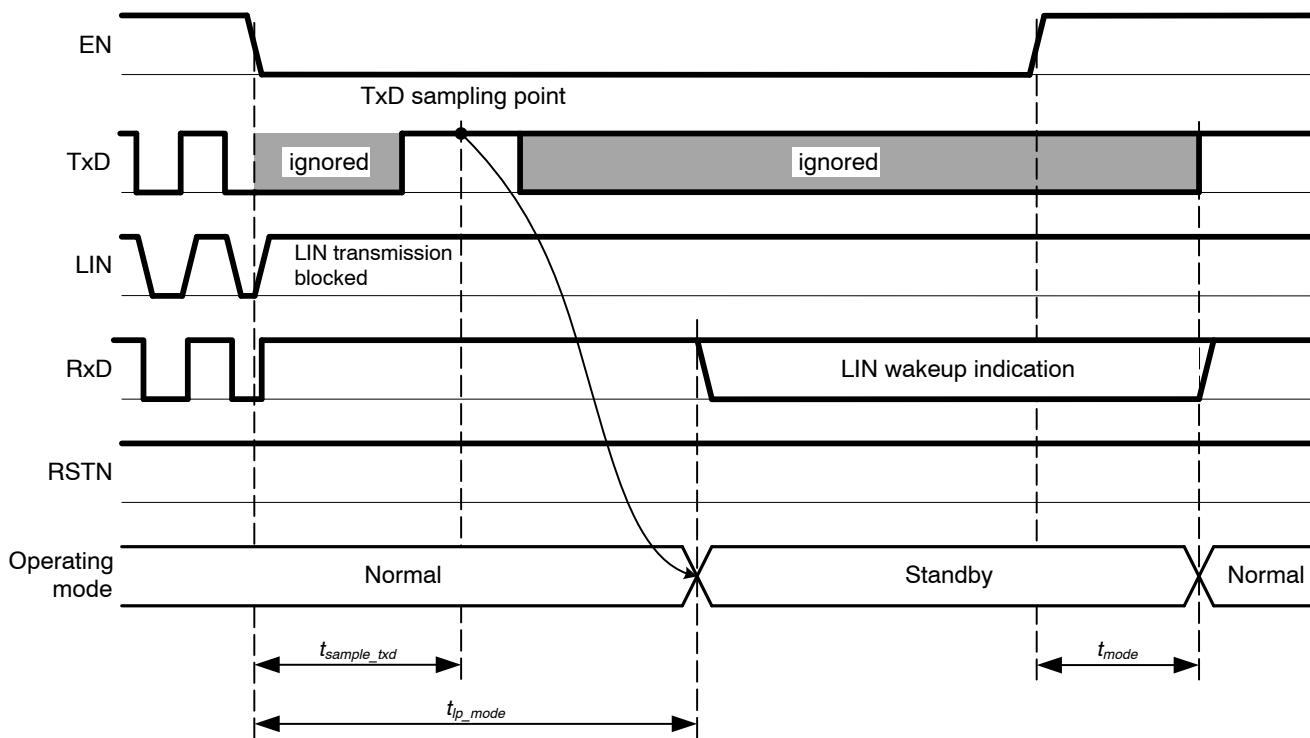 EN
TxD sampling point
TxD
ignored
ignored
LIN
LIN transmission
blocked
RxD
LIN wakeup indication
RSTN
Operating
mode
Normal
Standby
Normal
tsample_txd
tmode
tlp_mode